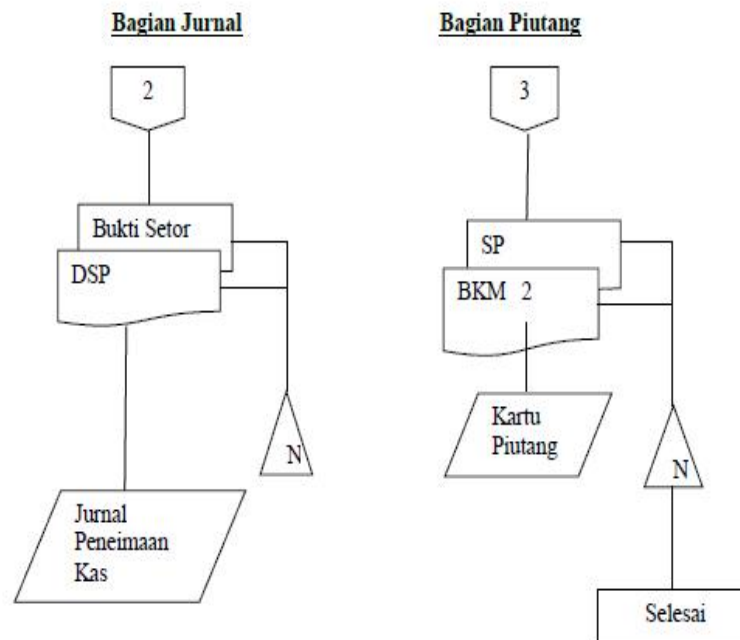 Bagian Jurnal
Bagian Piutang
2
3
Bukti Setor
DSP
N
Jurnal
Peneimaan
Kas
SP
BKM 2
Kartu
Piutang
N
Selesai